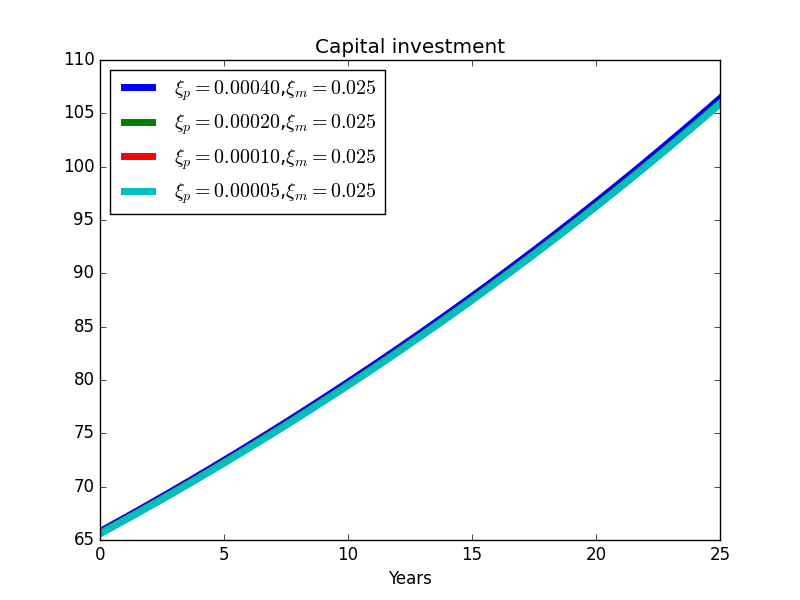 Capital investment
110
105
100
95
90
85
80
75
70
65
ξₚ = 0.00040,ξₘ = 0.025
ξₚ = 0.00020,ξₘ = 0.025
ξₚ = 0.00010,ξₘ = 0.025
ξₚ = 0.00005,ξₘ = 0.025
0 5 10 15 20 25
Years